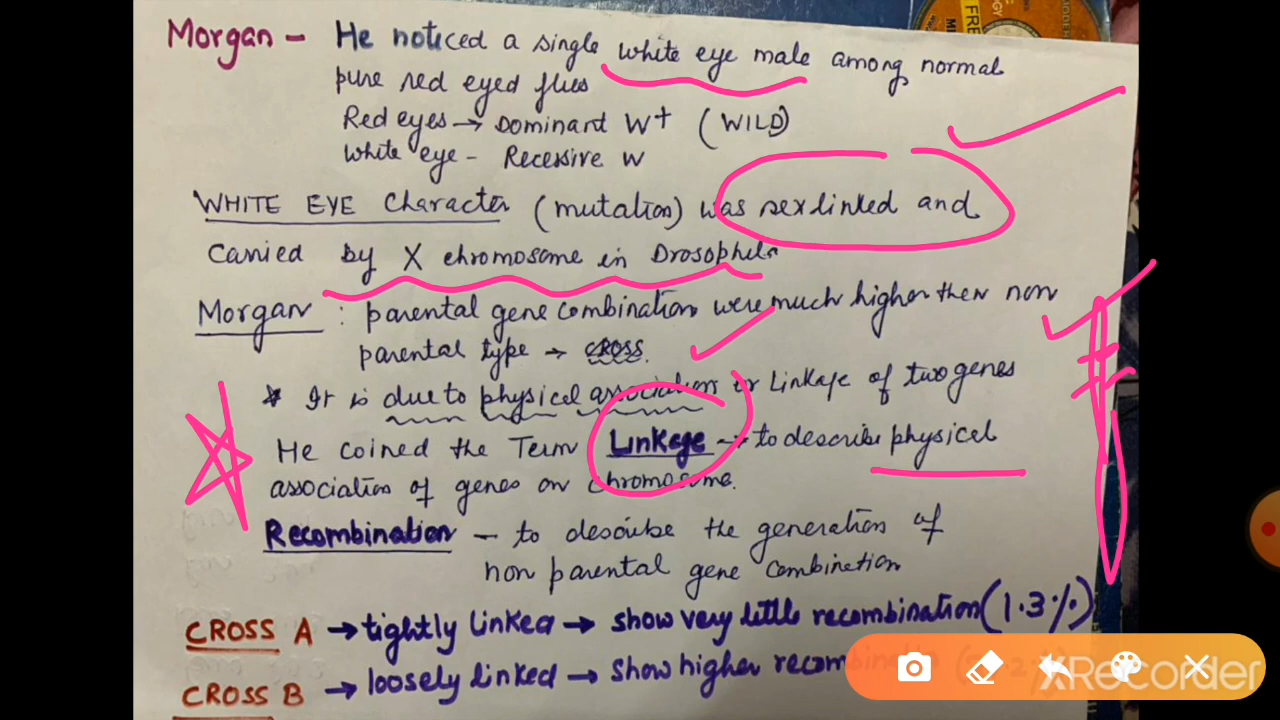 Morgan - He noticed a single white eye male among normal
pure red eyed flies
Red eyes → Dominant W+ (WILD)
White eye - Recessive w
WHITE EYE Character (mutation) was sex linked and
carried by X chromosome in Drosophila
Morgan : parental gene combination were much higher then non
parental type → CROSS.
* It is due to physical association or Linkage of two genes
He coined the Term Linkage → to describe physical
association of genes on chromosome.
Recombination - to describe the generation of
non parental gene combination
CROSS A → tightly linked → show very little recombination (1.3%)
CROSS B → loosely linked → show higher
XRecorder